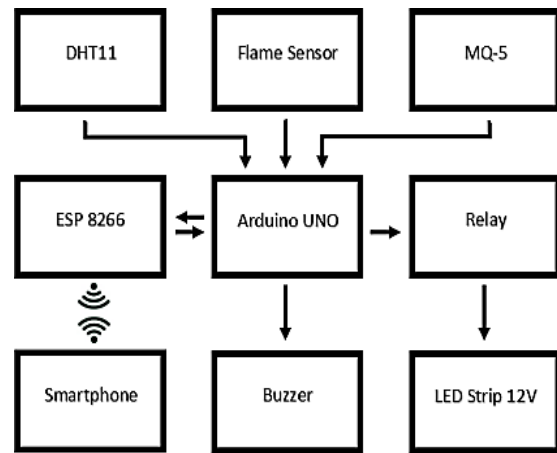 DHT11
Flame Sensor
MQ-5
ESP 8266
Arduino UNO
Relay
Smartphone
Buzzer
LED Strip 12V